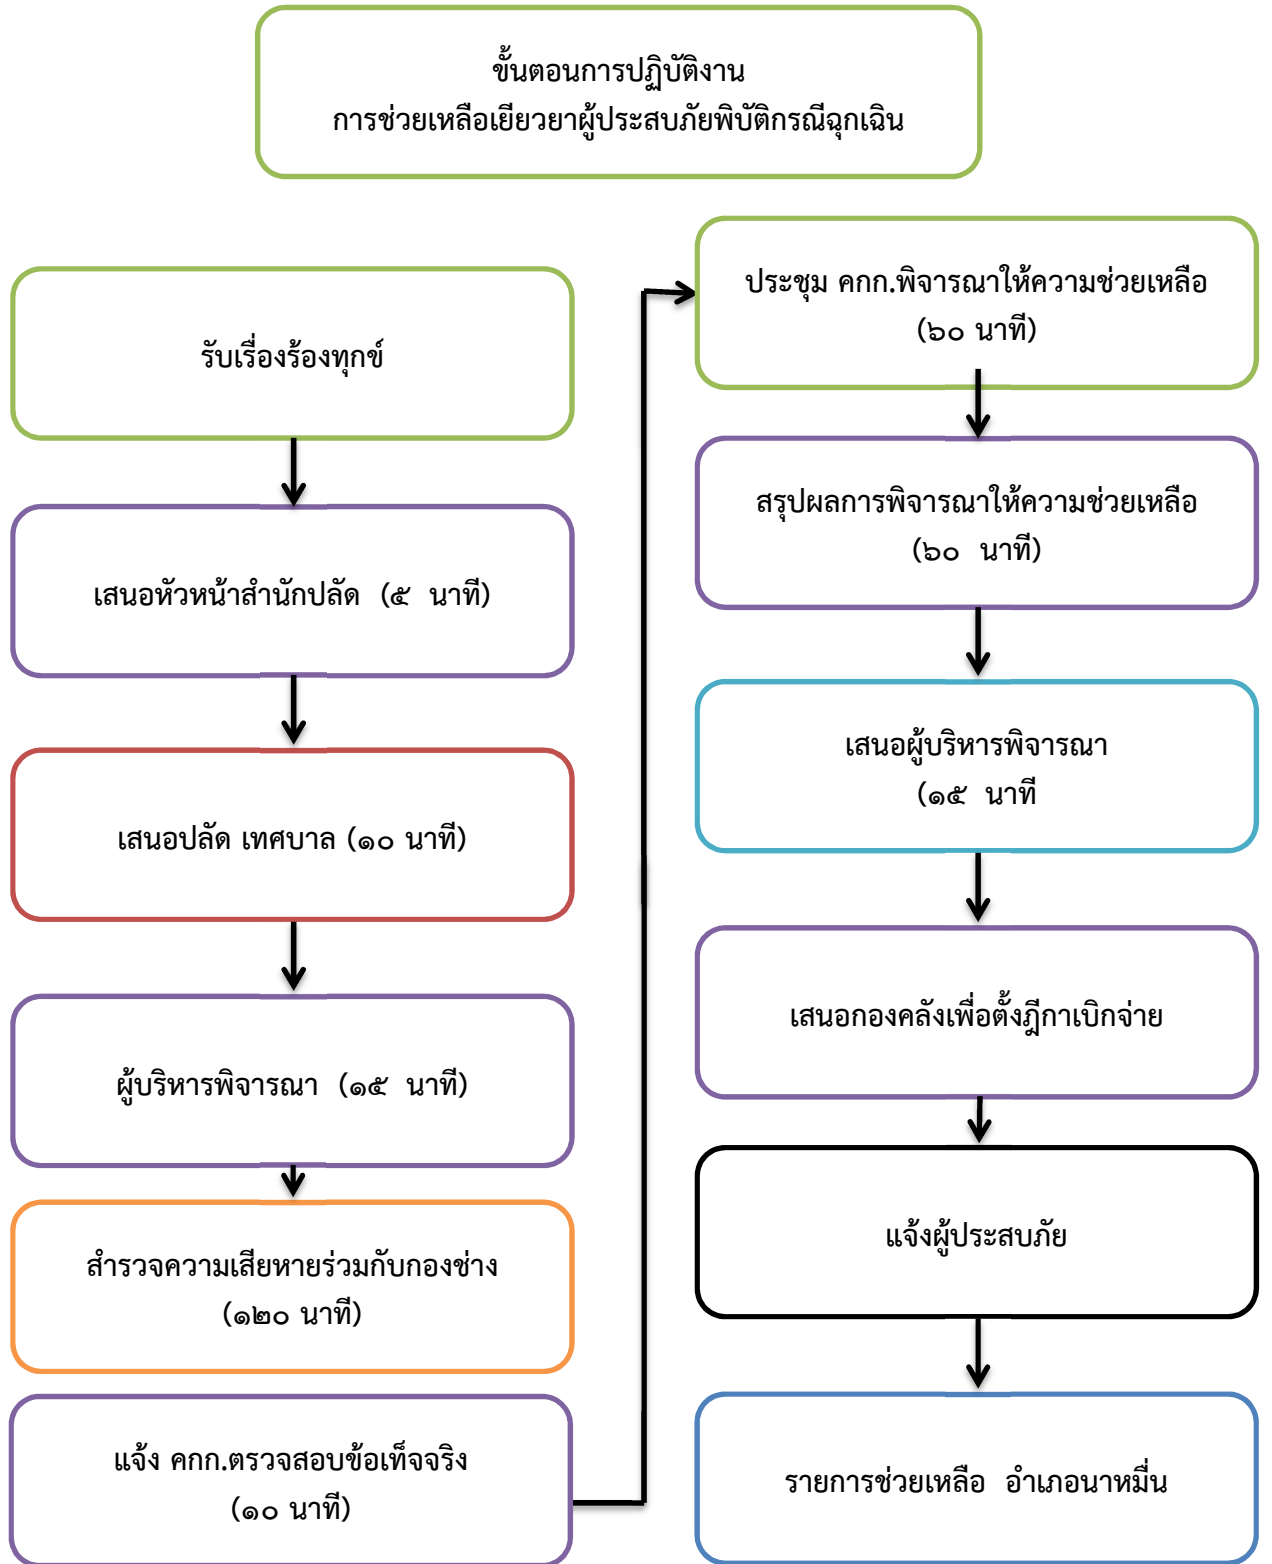 ขั้นตอนการปฏิบัติงาน
การช่วยเหลือเยียวยาผู้ประสบภัยพิบัติกรณีฉุกเฉิน
รับเรื่องร้องทุกข์
เสนอหัวหน้าสำนักปลัด (๕ นาที)
เสนอปลัด เทศบาล (๑๐ นาที)
ผู้บริหารพิจารณา (๑๕ นาที)
สำรวจความเสียหายร่วมกับกองช่าง
(๑๒๐ นาที)
แจ้ง คกก.ตรวจสอบข้อเท็จจริง
(๑๐ นาที)
ประชุม คกก.พิจารณาให้ความช่วยเหลือ
(๖๐ นาที)
สรุปผลการพิจารณาให้ความช่วยเหลือ
(๖๐ นาที)
เสนอผู้บริหารพิจารณา
(๑๕ นาที
เสนอกองคลังเพื่อตั้งฎีกาเบิกจ่าย
แจ้งผู้ประสบภัย
รายการช่วยเหลือ อำเภอนาหมื่น